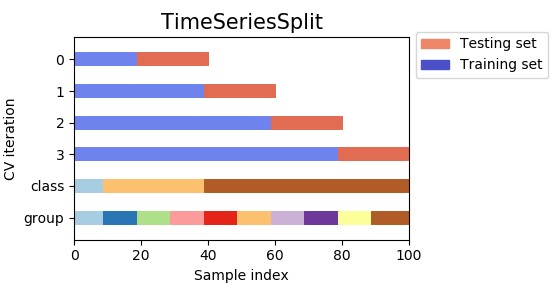 TimeSeriesSplit
Testing set
Training set
CV iteration
0
1
2
3
class
group
0 20 40 60 80 100
Sample index